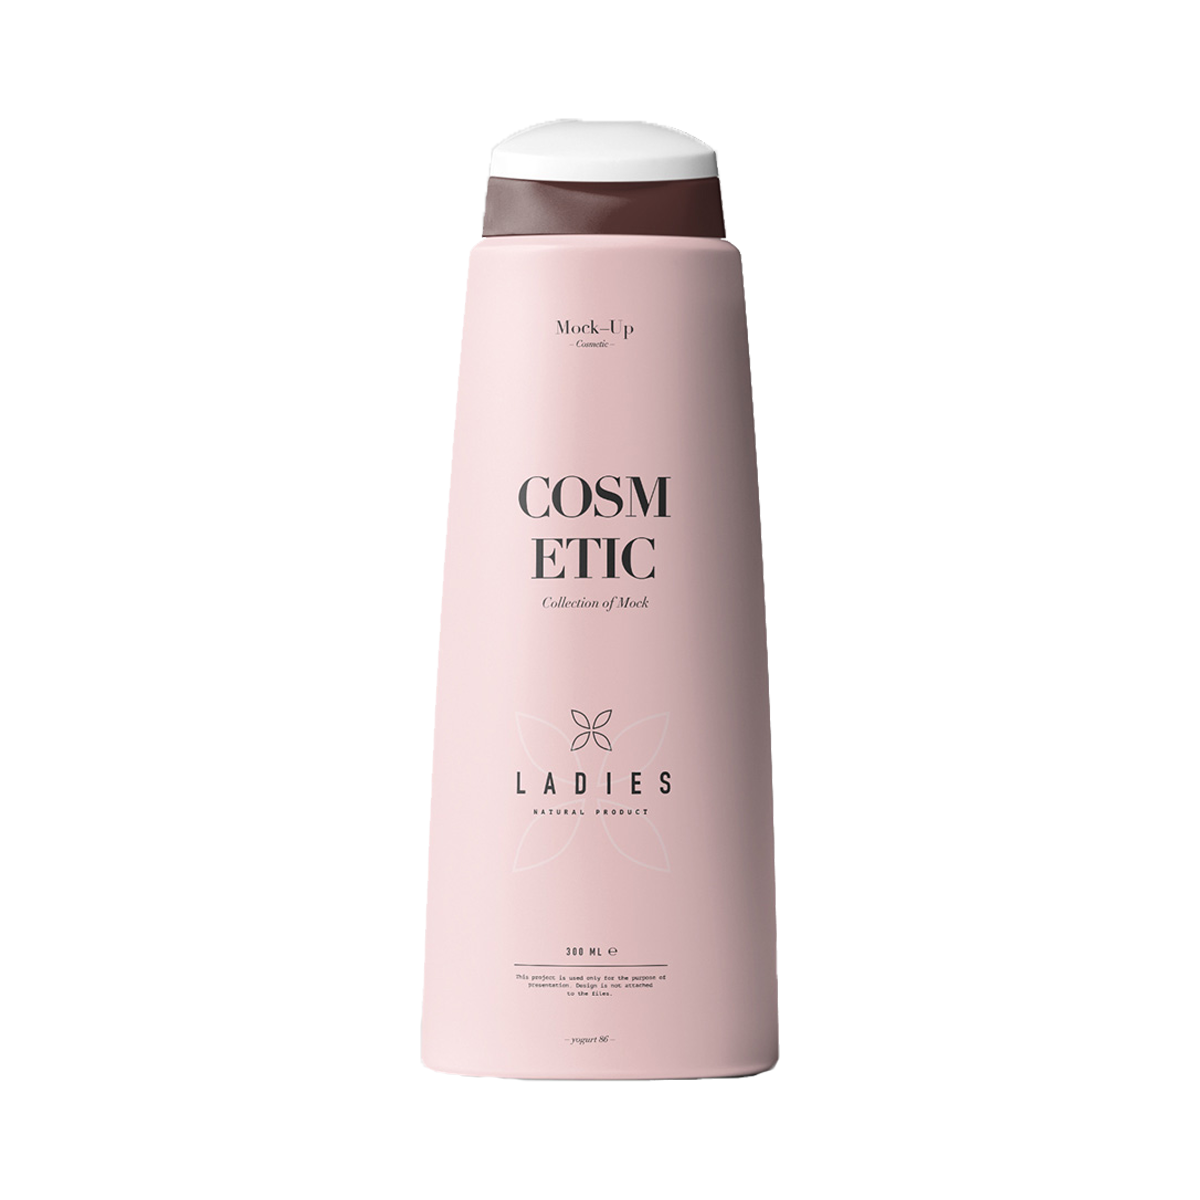 Mock–Up
– Cosmetic –
COSM
ETIC
Collection of Mock
LADIES
NATURAL PRODUCT
300 ML ℮
This project is used only for the purpose of
presentation. Design is not attached
to the files.
– yogurt 86 –